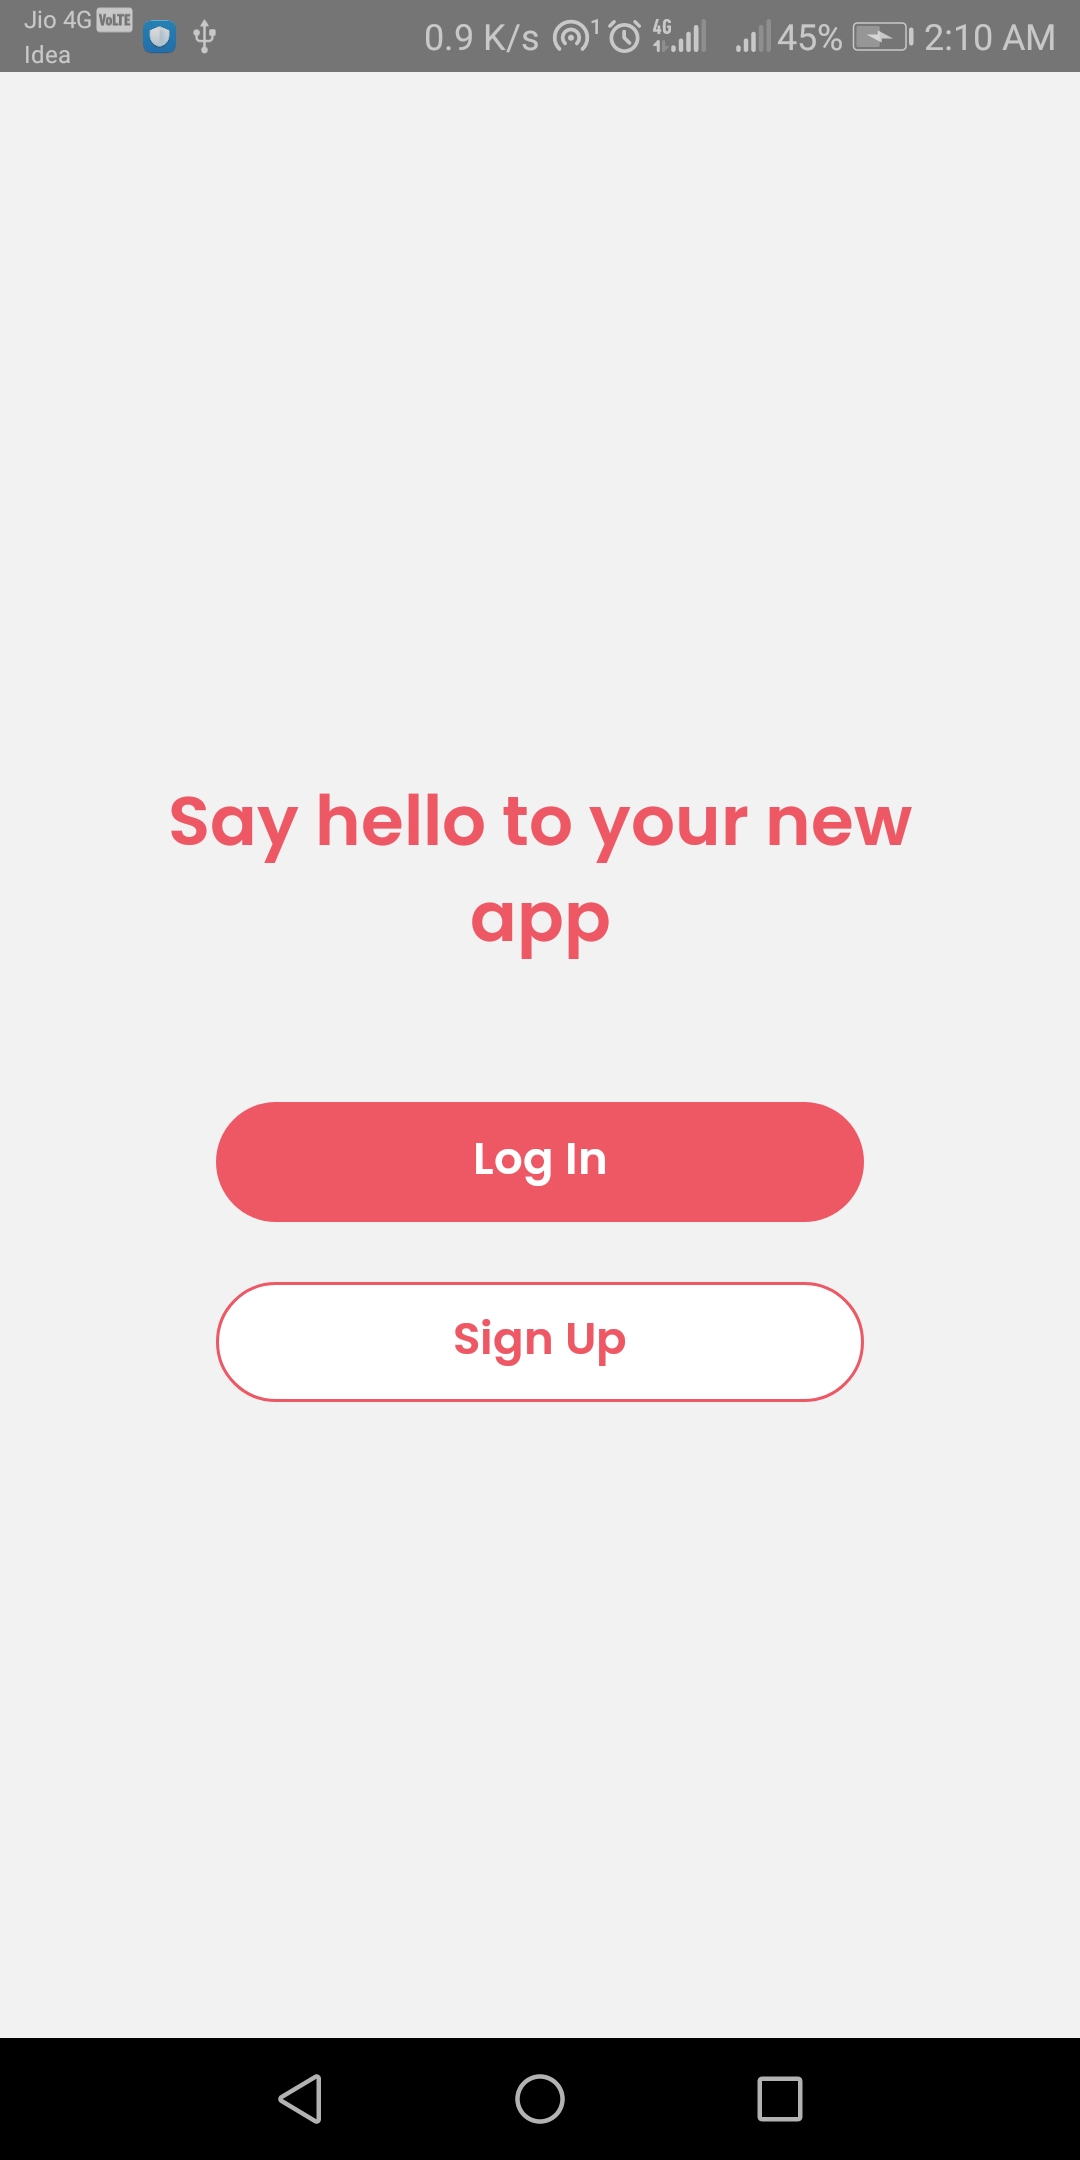 Jio 4G VoLTE
Idea
0.9 K/s 1 4G 45% 2:10 AM
Say hello to your new
app
Log In
Sign Up